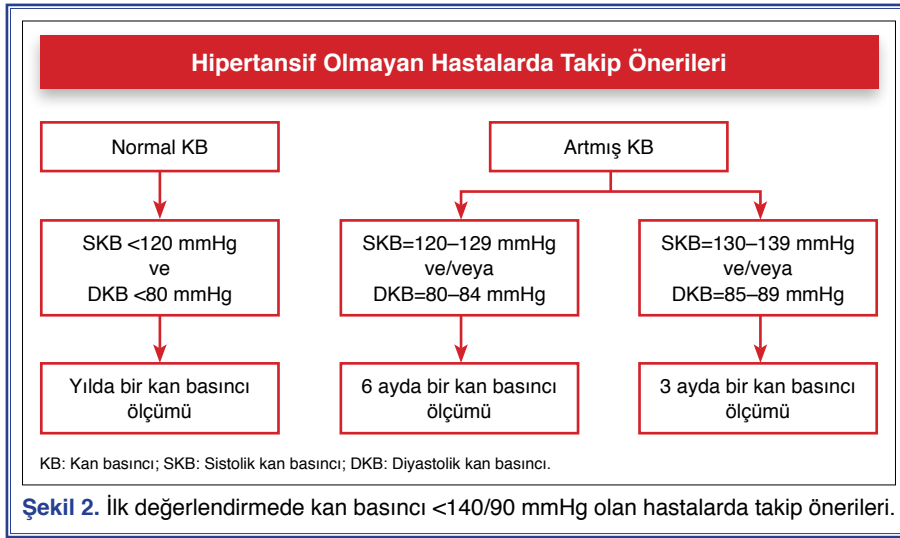 Hipertansif Olmayan Hastalarda Takip Önerileri
Normal KB
Artmış KB
SKB <120 mmHg
ve
DKB <80 mmHg
SKB=120–129 mmHg
ve/veya
DKB=80–84 mmHg
SKB=130–139 mmHg
ve/veya
DKB=85–89 mmHg
Yılda bir kan basıncı
ölçümü
6 ayda bir kan basıncı
ölçümü
3 ayda bir kan basıncı
ölçümü
KB: Kan basıncı; SKB: Sistolik kan basıncı; DKB: Diyastolik kan basıncı.
Şekil 2. İlk değerlendirmede kan basıncı <140/90 mmHg olan hastalarda takip önerileri.